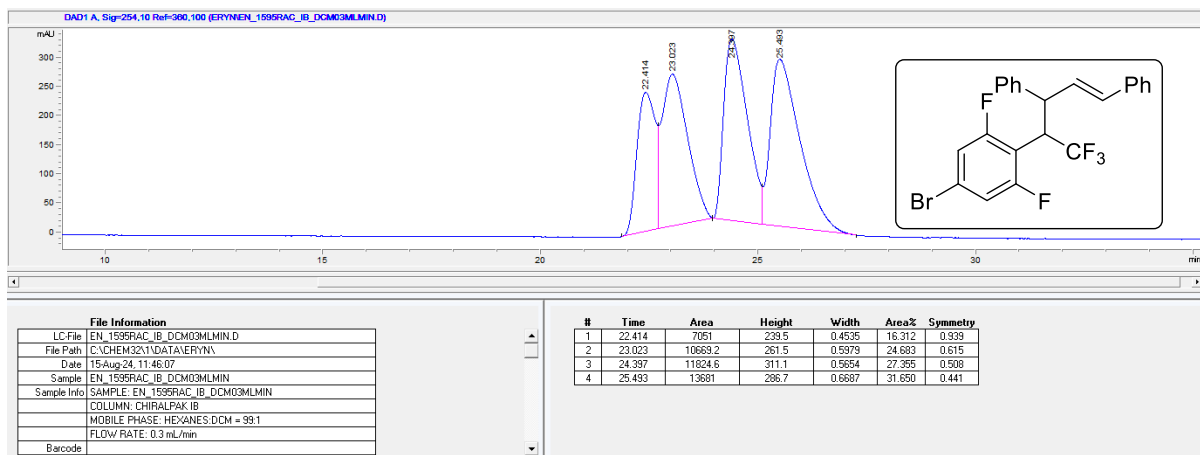 DAD1 A, Sig=254,10 Ref=360,100 (ERYN\EN_1595RAC_IB_DCM03MLMIN.D)
mAU
300
250
200
150
100
50
0
22.414
23.023
24.397
25.493
10
15
20
25
30
min
Ph
Ph
F
CF3
Br
F
File Information
LC-File EN_1595RAC_IB_DCM03MLMIN.D
File Path C:\CHEM32\1\DATA\ERYN\
Date 15-Aug-24, 11:46:07
Sample EN_1595RAC_IB_DCM03MLMIN
Sample Info SAMPLE: EN_1595RAC_IB_DCM03MLMIN
COLUMN: CHIRALPAK IB
MOBILE PHASE: HEXANES:DCM = 99:1
FLOW RATE: 0.3 mL/min
Barcode
# Time Area Height Width Area% Symmetry
1 22.414 7051 239.5 0.4535 16.312 0.939
2 23.023 10669.2 261.5 0.5979 24.683 0.615
3 24.397 11824.6 311.1 0.5654 27.355 0.508
4 25.493 13681 286.7 0.6687 31.650 0.441